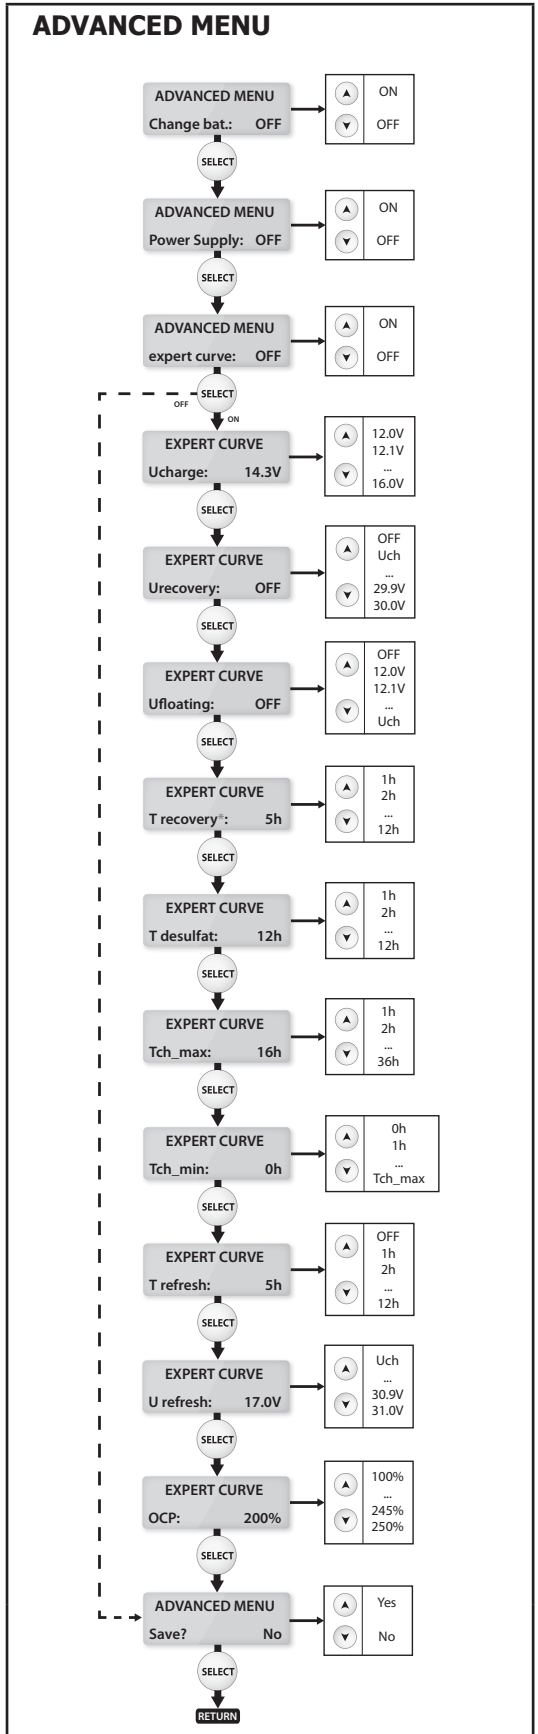 ADVANCED MENU
ADVANCED MENU
Change bat.: OFF
ON
OFF
SELECT
ADVANCED MENU
Power Supply: OFF
ON
OFF
SELECT
ADVANCED MENU
expert curve: OFF
ON
OFF
SELECT
OFF
ON
EXPERT CURVE
Ucharge: 14.3V
12.0V
12.1V
...
16.0V
SELECT
EXPERT CURVE
Urecovery: OFF
OFF
Uch
...
29.9V
30.0V
SELECT
EXPERT CURVE
Ufloating: OFF
OFF
12.0V
12.1V
...
Uch
SELECT
EXPERT CURVE
T recovery*: 5h
1h
2h
...
12h
SELECT
EXPERT CURVE
T desulfat: 12h
1h
2h
...
12h
SELECT
EXPERT CURVE
Tch_max: 16h
1h
2h
...
36h
SELECT
EXPERT CURVE
Tch_min: 0h
0h
1h
...
Tch_max
SELECT
EXPERT CURVE
T refresh: 5h
OFF
1h
2h
...
12h
SELECT
EXPERT CURVE
U refresh: 17.0V
Uch
...
30.9V
31.0V
SELECT
EXPERT CURVE
OCP: 200%
100%
...
245%
250%
SELECT
ADVANCED MENU
Save? No
Yes
No
SELECT
RETURN